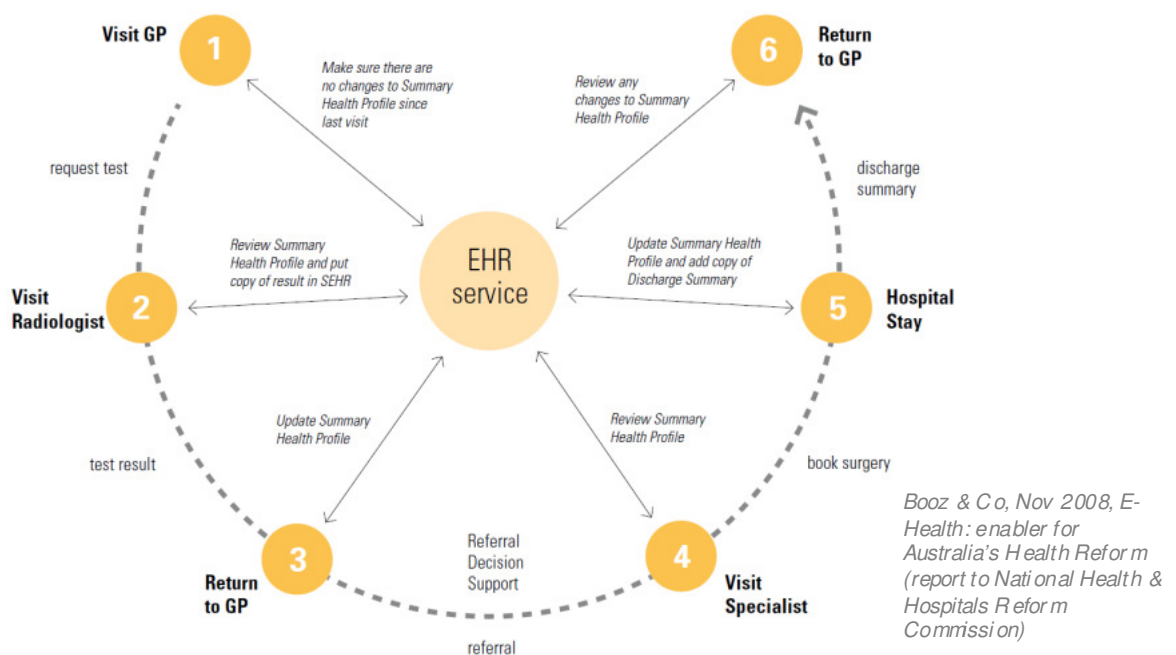 Visit GP
1
Make sure there are
no changes to Summary
Health Profile since
last visit
6
Return
to GP
Review any
changes to Summary
Health Profile
request test
discharge
summary
Review Summary
Health Profile and put
copy of result in SEHR
EHR
service
Update Summary Health
Profile and add copy of
Discharge Summary
Visit
Radiologist
2
5
Hospital
Stay
Update Summary
Health Profile
Review Summary
Health Profile
test result
book surgery
3
Return
to GP
Referral
Decision
Support
referral
4
Visit
Specialist
Booz & Co, Nov 2008, E-
Health: enabler for
Australia's Health Reform
(report to National Health &
Hospitals Reform
Commission)